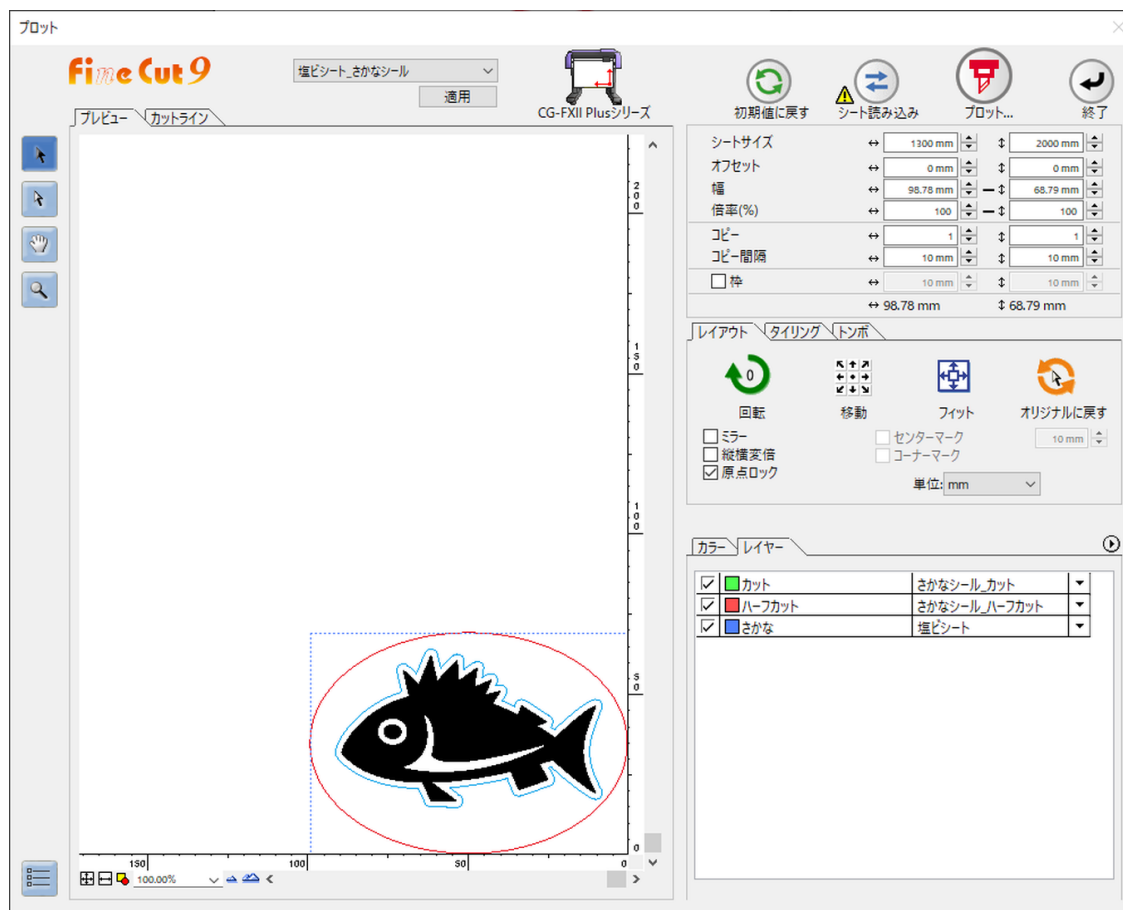 プロット
Fine Cut 9
塩ビシート_さかなシール
適用
CG-FXII Plusシリーズ
初期値に戻す
シート読み込み
プロット...
終了
プレビュー
カットライン
シートサイズ 1300 mm 2000 mm
オフセット 0 mm 0 mm
幅 98.78 mm 68.79 mm
倍率(%) 100 100
コピー 1 1
コピー間隔 10 mm 10 mm
枠 10 mm 10 mm
98.78 mm 68.79 mm
レイアウト タイリング トンボ
0
回転 移動 フィット オリジナルに戻す
ミラー
縦横変倍
原点ロック
センターマーク
コーナーマーク
10 mm
単位: mm
カラー レイヤー
カット さかなシール_カット
ハーフカット さかなシール_ハーフカット
さかな 塩ビシート
200
150
100
50
0
150 100 50 0
100.00%